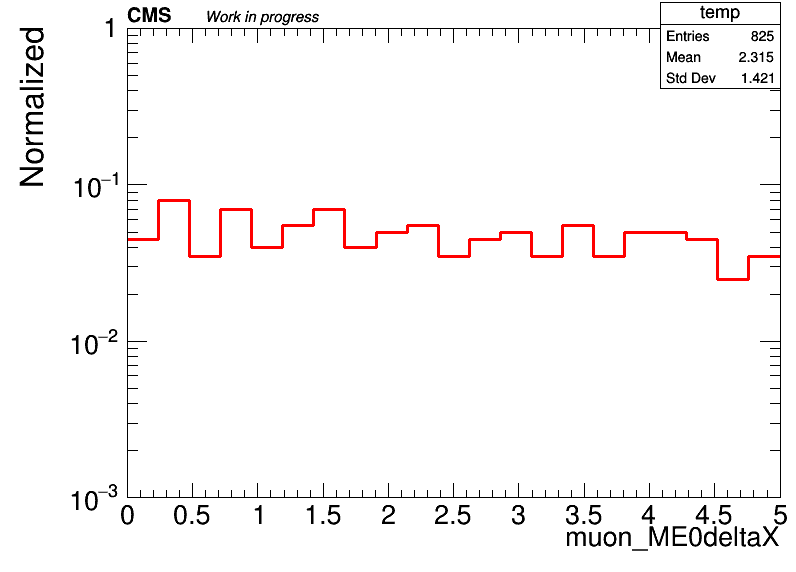 CMS Work in progress
temp
Entries 825
Mean 2.315
Std Dev 1.421
Normalized
1
10⁻¹
10⁻²
10⁻³
0 0.5 1 1.5 2 2.5 3 3.5 4 4.5 5
muon_ME0deltaX